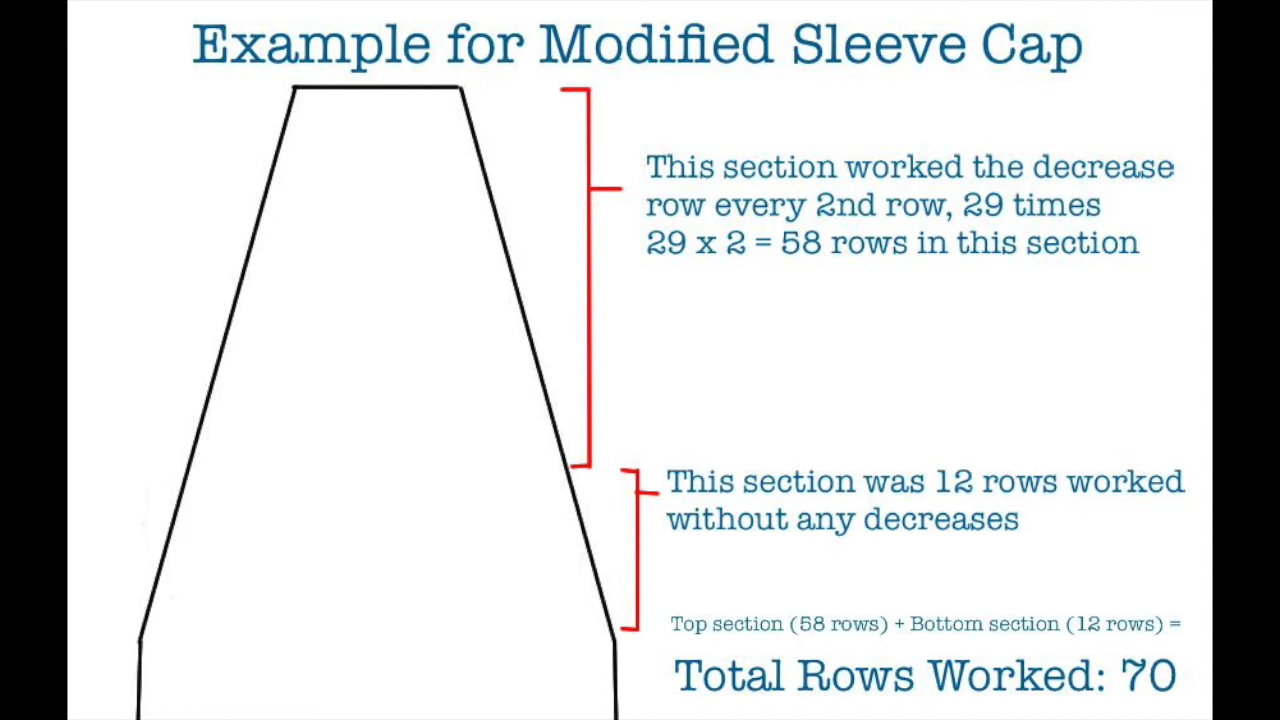 Example for Modified Sleeve Cap
This section worked the decrease
row every 2nd row, 29 times
29 x 2 = 58 rows in this section
This section was 12 rows worked
without any decreases
Top section (58 rows) + Bottom section (12 rows) =
Total Rows Worked: 70